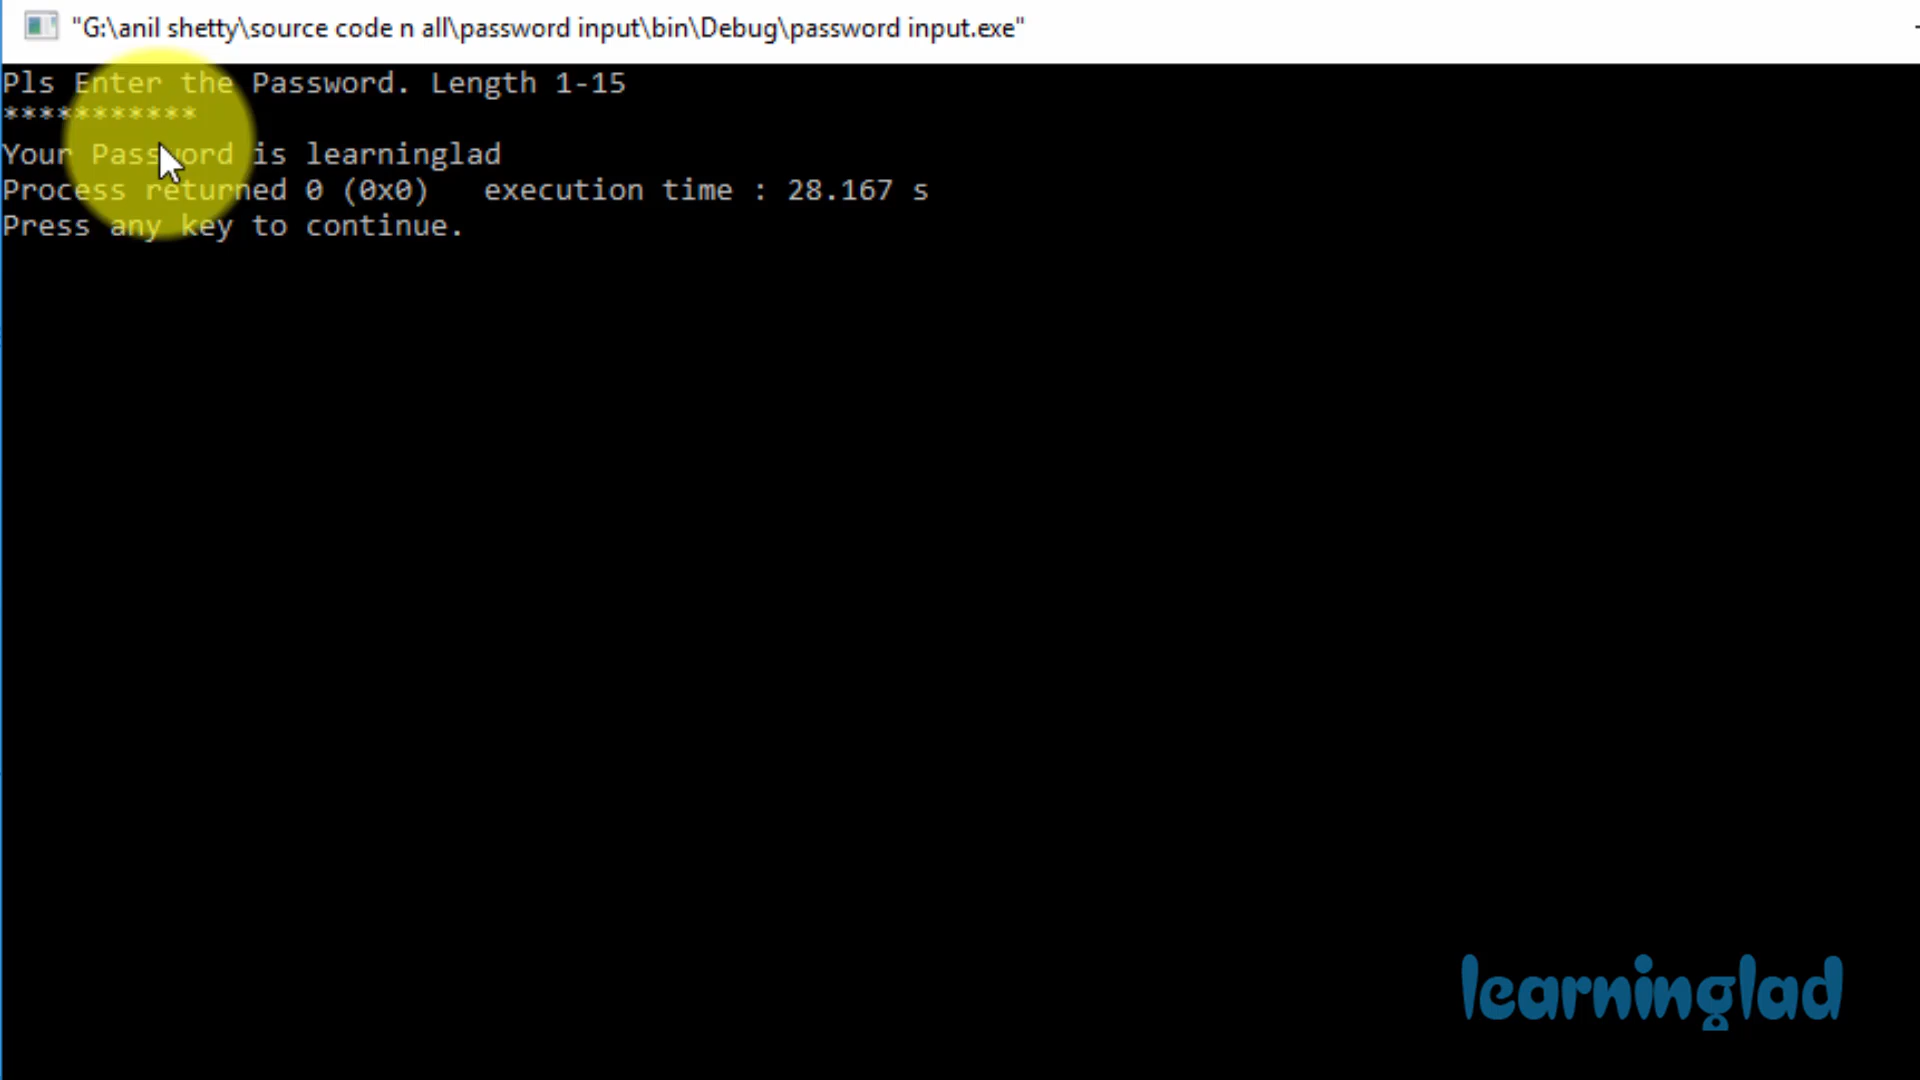 "G:\anil shetty\source code n all\password input\bin\Debug\password input.exe"
Pls Enter the Password. Length 1-15
***********
Your Password is learninglad
Process returned 0 (0x0)   execution time : 28.167 s
Press any key to continue.
learninglad